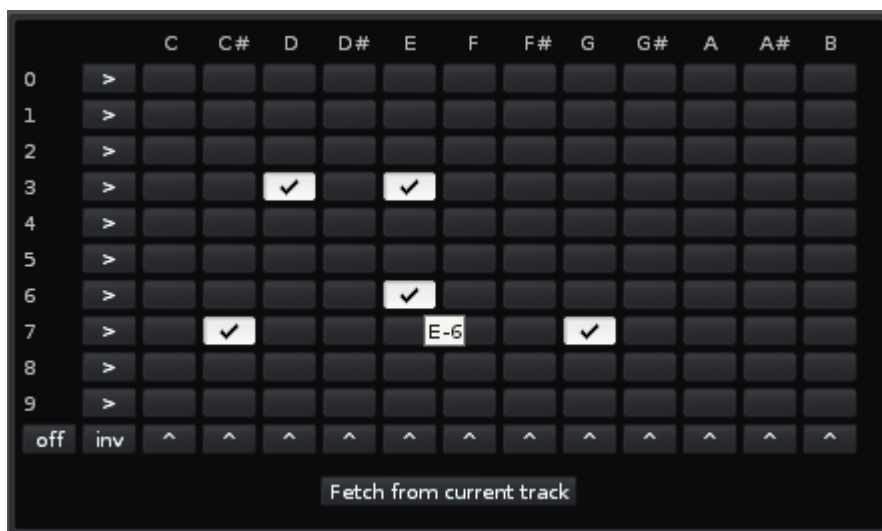 C C# D D# E F F# G G# A A# B
0 >
1 >
2 >
3 >
4 >
5 >
6 >
7 > E-6
8 >
9 >
off inv ^ ^ ^ ^ ^ ^ ^ ^ ^ ^ ^ ^
Fetch from current track